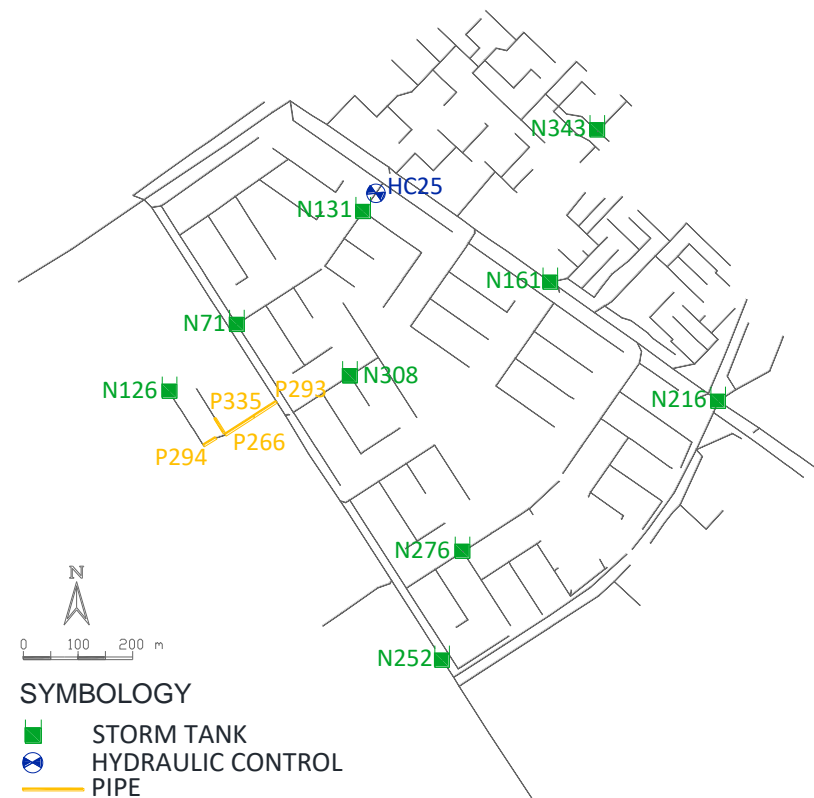 N343
HC25
N131
N161
N71
N308
N126
P293
P335
N216
P266
P294
N276
N
0 100 200 m
N252
SYMBOLOGY
STORM TANK
HYDRAULIC CONTROL
PIPE